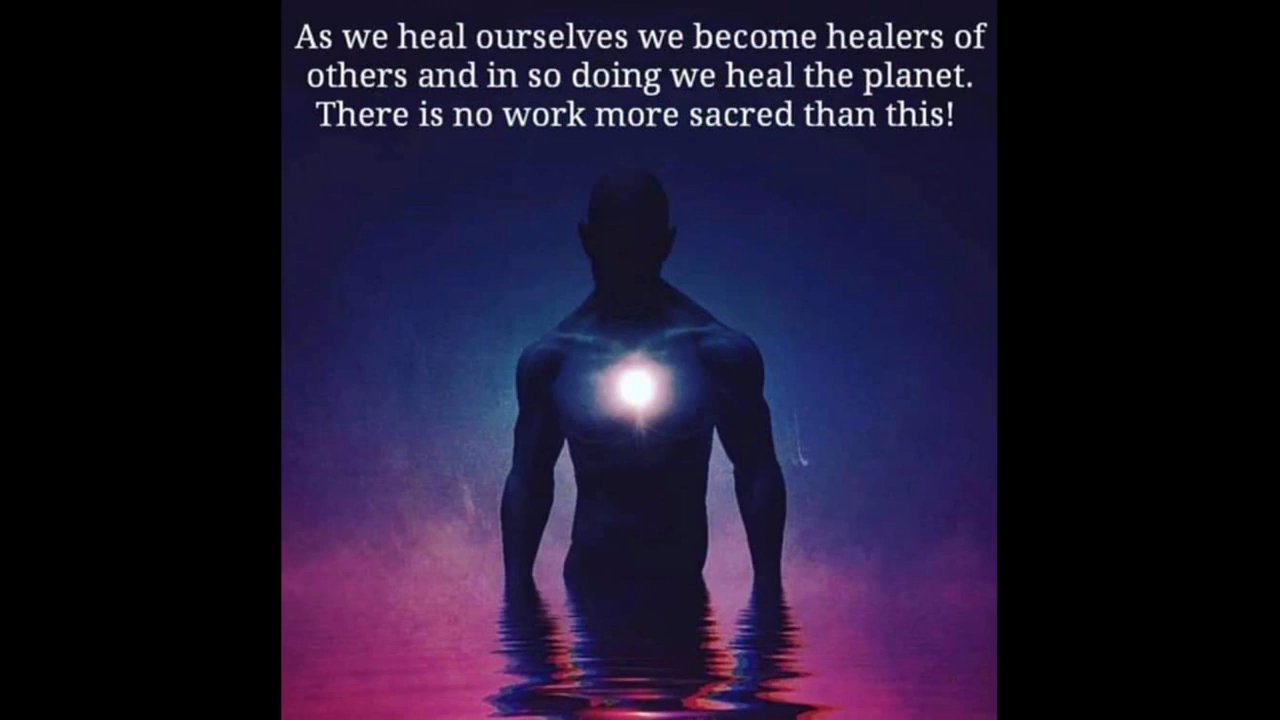 As we heal ourselves we become healers of
others and in so doing we heal the planet.
There is no work more sacred than this!